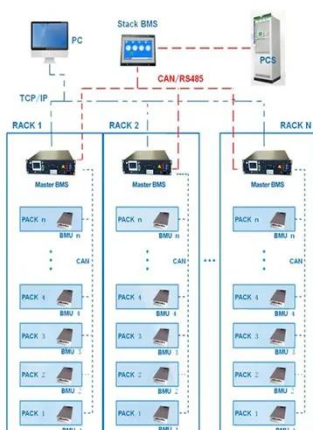 PC
Stack BMS
PCS
CAN/RS485
TCP/IP
RACK 1
RACK 2
RACK N
Master BMS
Master BMS
Master BMS
PACK n
BMU n
PACK n
BMU n
PACK n
BMU n
CAN
CAN
CAN
PACK 4
BMU 4
PACK 4
BMU 4
PACK 4
BMU 4
PACK 3
BMU 3
PACK 3
BMU 3
PACK 3
BMU 3
PACK 2
BMU 2
PACK 2
BMU 2
PACK 2
BMU 2
PACK 1
PACK 1
PACK 1